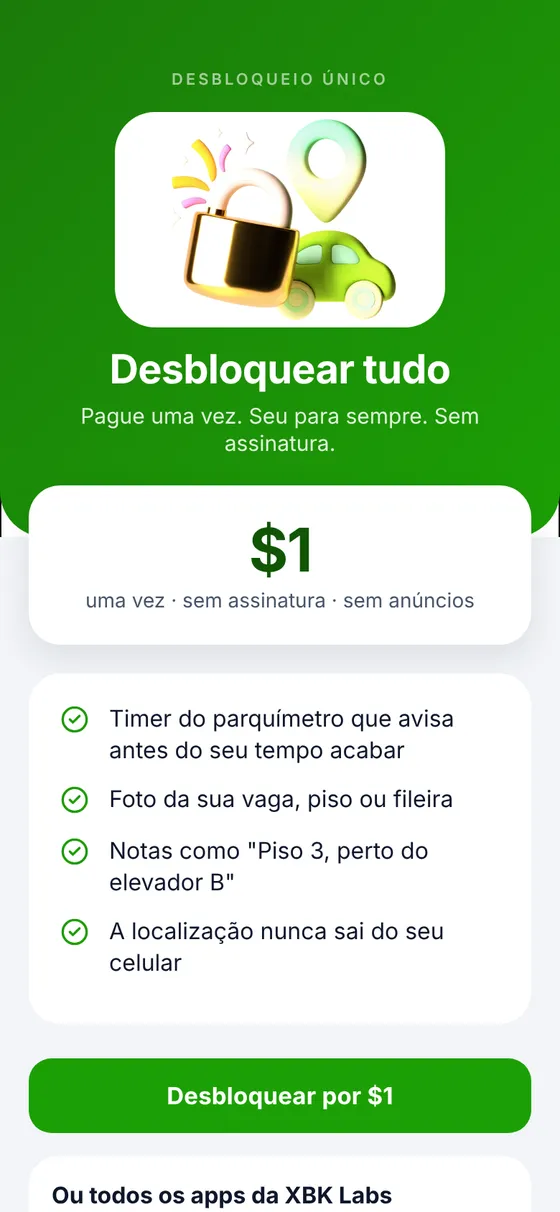 DESBLOQUEIO ÚNICO
Desbloquear tudo
Pague uma vez. Seu para sempre. Sem
assinatura.
$1
uma vez · sem assinatura · sem anúncios
Timer do parquímetro que avisa
antes do seu tempo acabar
Foto da sua vaga, piso ou fileira
Notas como "Piso 3, perto do
elevador B"
A localização nunca sai do seu
celular
Desbloquear por $1
Ou todos os apps da XBK Labs